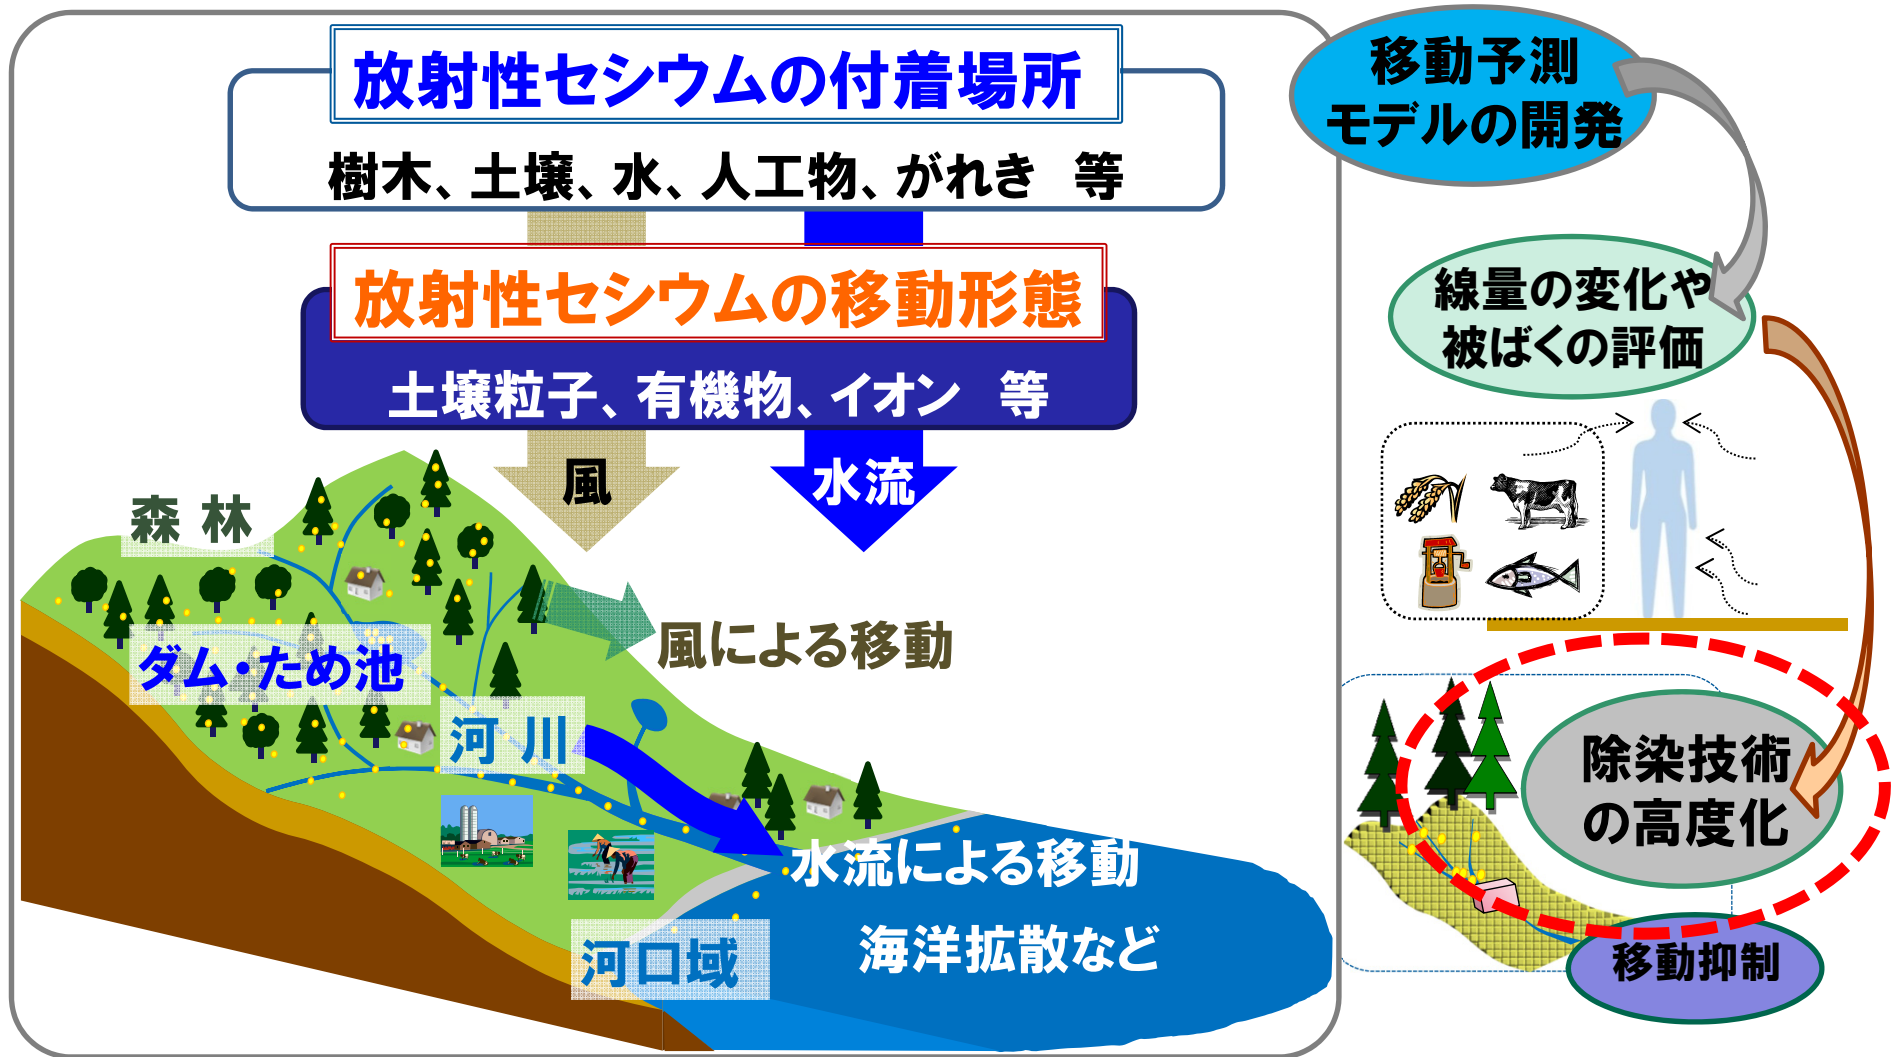 放射性セシウムの付着場所
樹木、土壌、水、人工物、がれき 等
放射性セシウムの移動形態
土壌粒子、有機物、イオン 等
風
水流
森 林
風による移動
ダム・ため池
河 川
水流による移動
海洋拡散など
河口域
移動予測
モデルの開発
線量の変化や
被ばくの評価
除染技術
の高度化
移動抑制